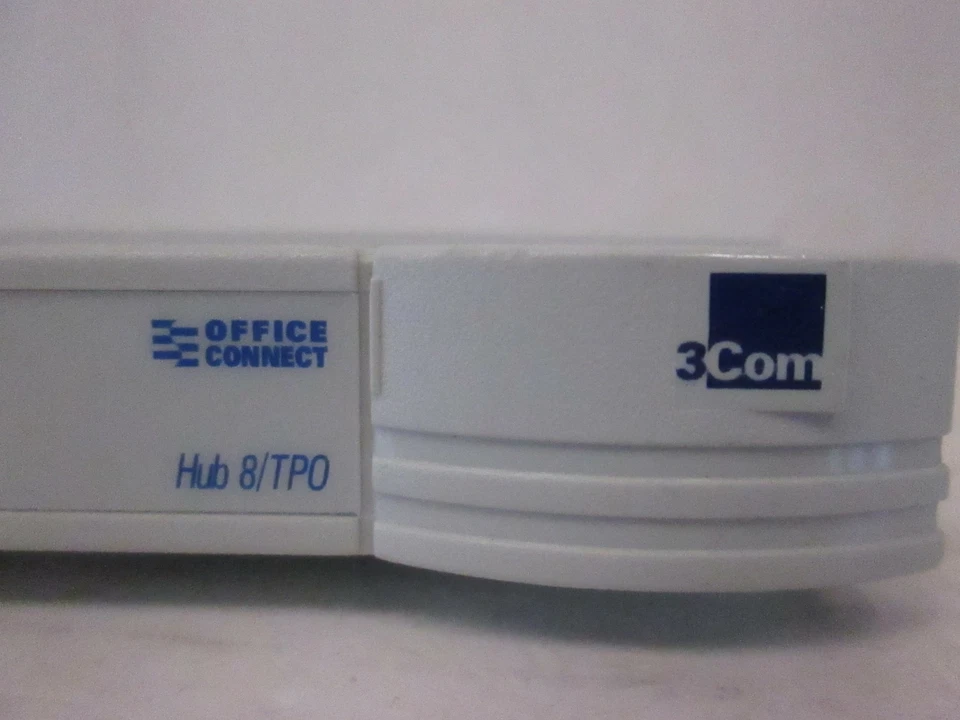 OFFICE
CONNECT
Hub 8/TPO
3Com